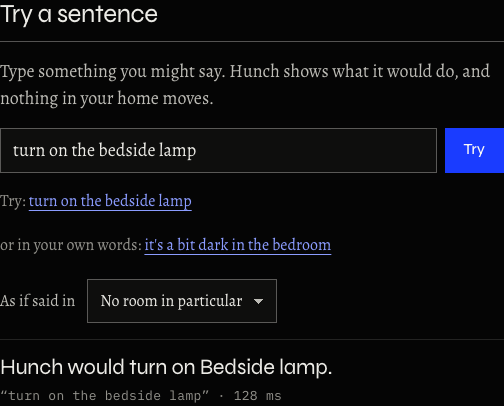 Try a sentence
Type something you might say. Hunch shows what it would do, and
nothing in your home moves.
turn on the bedside lamp
Try
Try: turn on the bedside lamp
or in your own words: it's a bit dark in the bedroom
As if said in
No room in particular
Hunch would turn on Bedside lamp.
“turn on the bedside lamp” · 128 ms